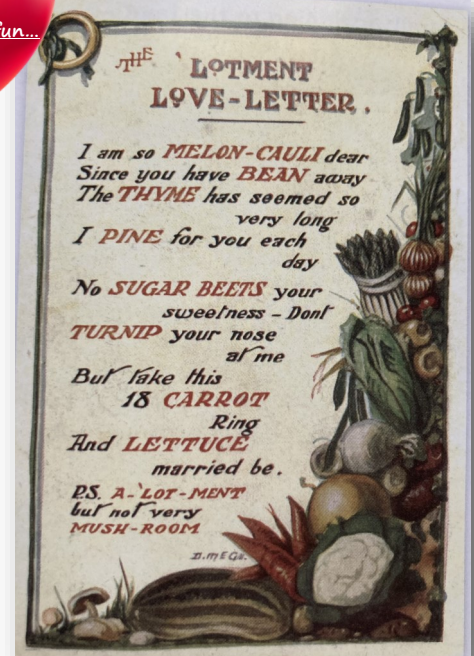 fun...
THE 'LOTMENT
LOVE-LETTER.
I am so MELON-CAULI dear
Since you have BEAN away
The THYME has seemed so
very long
I PINE for you each
day
No SUGAR BEETS your
sweetness - Dont
TURNIP your nose
at me
But take this
18 CARROT
Ring
And LETTUCE
married be.
P.S. A-'LOT-MENT
but not very
MUSH-ROOM